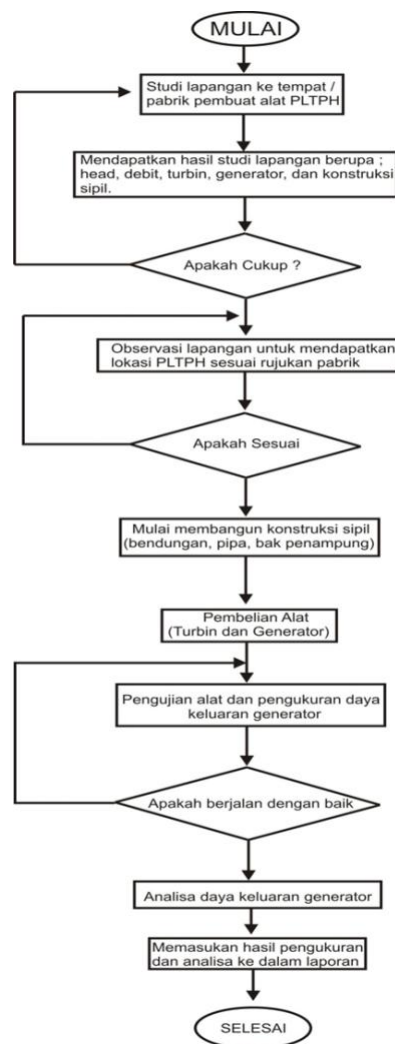 MULAI
Studi lapangan ke tempat /
pabrik pembuat alat PLTPH
Mendapatkan hasil studi lapangan berupa ;
head, debit, turbin, generator, dan konstruksi
sipil.
Apakah Cukup ?
Observasi lapangan untuk mendapatkan
lokasi PLTPH sesuai rujukan pabrik
Apakah Sesuai
Mulai membangun konstruksi sipil
(bendungan, pipa, bak penampung)
Pembelian Alat
(Turbin dan Generator)
Pengujian alat dan pengukuran daya
keluaran generator
Apakah berjalan dengan baik
Analisa daya keluaran generator
Memasukan hasil pengukuran
dan analisa ke dalam laporan
SELESAI